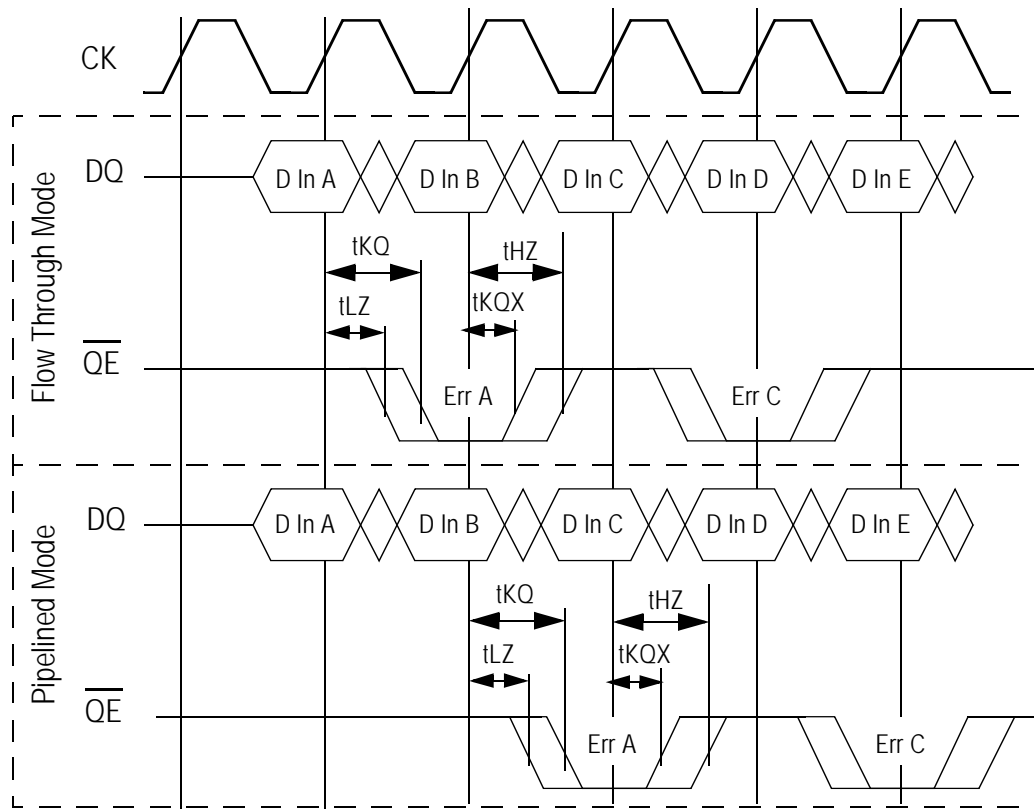 CK
Flow Through Mode
DQ
D In A
D In B
D In C
D In D
D In E
tKQ
tHZ
tLZ
tKQX
QE
Err A
Err C
Pipelined Mode
DQ
D In A
D In B
D In C
D In D
D In E
tKQ
tHZ
tLZ
tKQX
QE
Err A
Err C